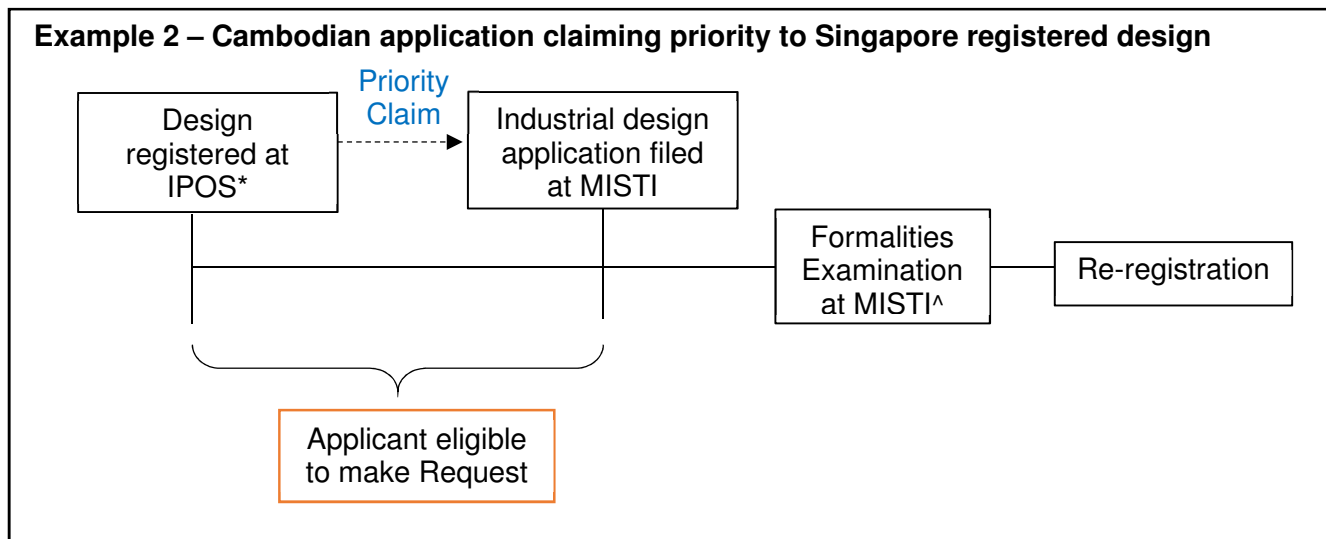 Example 2 – Cambodian application claiming priority to Singapore registered design
Priority
Claim
Design
registered at
IPOS*
Industrial design
application filed
at MISTI
Formalities
Examination
at MISTI^
Re-registration
Applicant eligible
to make Request